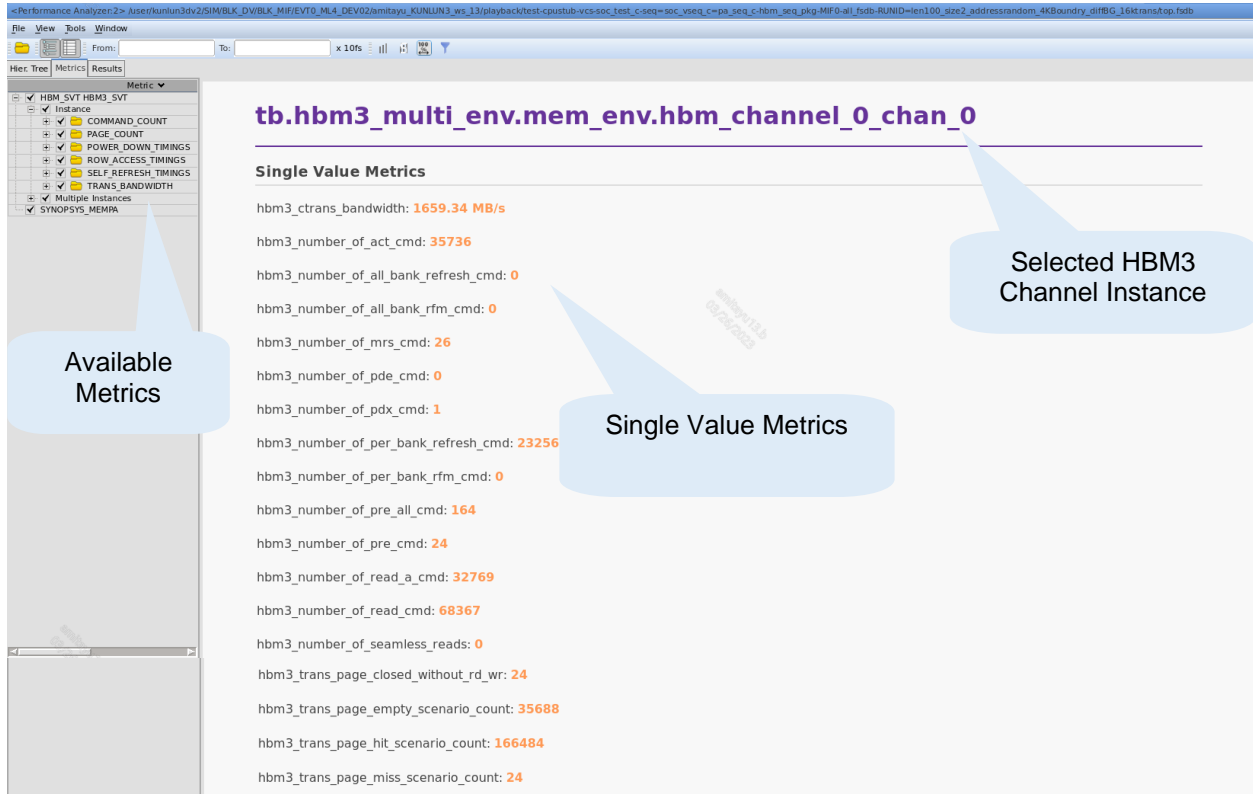 <Performance Analyzer:2> /user/kunlun3dv2/SIM/BLK_DV/BLK_MIF/EVT0_ML4_DEV02/amitayu_KUNLUN3_ws_13/playback/test-cpustub-vcs-soc_test_c-seq=soc_vseq_c=pa_seq_c-hbm_seq_pkg-MIF0-all_fsdb-RUNID=len100_size2_addressrandom_4KBoundry_diffBG_16ktrans/top.fsdb
File View Tools Window
From: To: x 10fs
Hier. Tree Metrics Results
Metric
HBM_SVT HBM3_SVT
Instance
COMMAND_COUNT
PAGE_COUNT
POWER_DOWN_TIMINGS
ROW_ACCESS_TIMINGS
SELF_REFRESH_TIMINGS
TRANS_BANDWIDTH
Multiple Instances
SYNOPSYS_MEMPA
Available
Metrics
tb.hbm3_multi_env.mem_env.hbm_channel_0_chan_0
Single Value Metrics
hbm3_ctrans_bandwidth: 1659.34 MB/s
hbm3_number_of_act_cmd: 35736
hbm3_number_of_all_bank_refresh_cmd: 0
hbm3_number_of_all_bank_rfm_cmd: 0
hbm3_number_of_mrs_cmd: 26
hbm3_number_of_pde_cmd: 0
hbm3_number_of_pdx_cmd: 1
hbm3_number_of_per_bank_refresh_cmd: 23256
hbm3_number_of_per_bank_rfm_cmd: 0
hbm3_number_of_pre_all_cmd: 164
hbm3_number_of_pre_cmd: 24
hbm3_number_of_read_a_cmd: 32769
hbm3_number_of_read_cmd: 68367
hbm3_number_of_seamless_reads: 0
hbm3_trans_page_closed_without_rd_wr: 24
hbm3_trans_page_empty_scenario_count: 35688
hbm3_trans_page_hit_scenario_count: 166484
hbm3_trans_page_miss_scenario_count: 24
Selected HBM3
Channel Instance
Single Value Metrics
amitayu13.b
03/26/2023